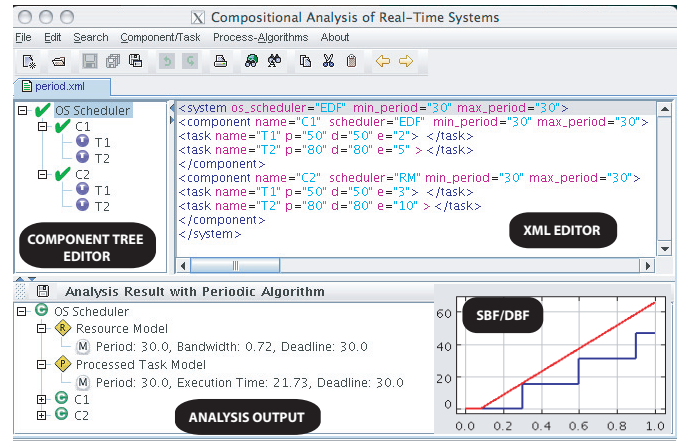 Compositional Analysis of Real-Time Systems
File Edit Search Component/Task Process-Algorithms About
period.xml
OS Scheduler
C1
T1
T2
C2
T1
T2
COMPONENT TREE
EDITOR
<system os_scheduler="EDF" min_period="30" max_period="30">
<component name="C1" scheduler="EDF" min_period="30" max_period="30">
<task name="T1" p="50" d="50" e="2"> </task>
<task name="T2" p="80" d="80" e="5" > </task>
</component>
<component name="C2" scheduler="RM" min_period="30" max_period="30">
<task name="T1" p="50" d="50" e="3"> </task>
<task name="T2" p="80" d="80" e="10" > </task>
</component>
</system>
XML EDITOR
Analysis Result with Periodic Algorithm
C OS Scheduler
R Resource Model
M Period: 30.0, Bandwidth: 0.72, Deadline: 30.0
P Processed Task Model
M Period: 30.0, Execution Time: 21.73, Deadline: 30.0
C C1
C C2
ANALYSIS OUTPUT
SBF/DBF
60
40
20
0
0.0 0.2 0.4 0.6 0.8 1.0